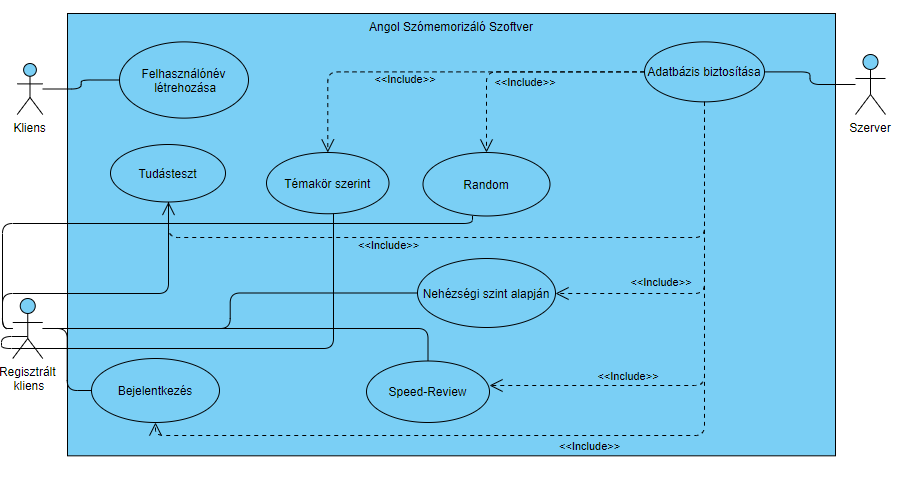 Angol Szómemorizáló Szoftver
Felhasználónév
létrehozása
Adatbázis biztosítása
<<Include>>
<<Include>>
Kliens
Szerver
Tudásteszt
Témakör szerint
Random
<<Include>>
<<Include>>
Nehézségi szint alapján
Regisztrált
kliens
<<Include>>
Bejelentkezés
Speed-Review
<<Include>>